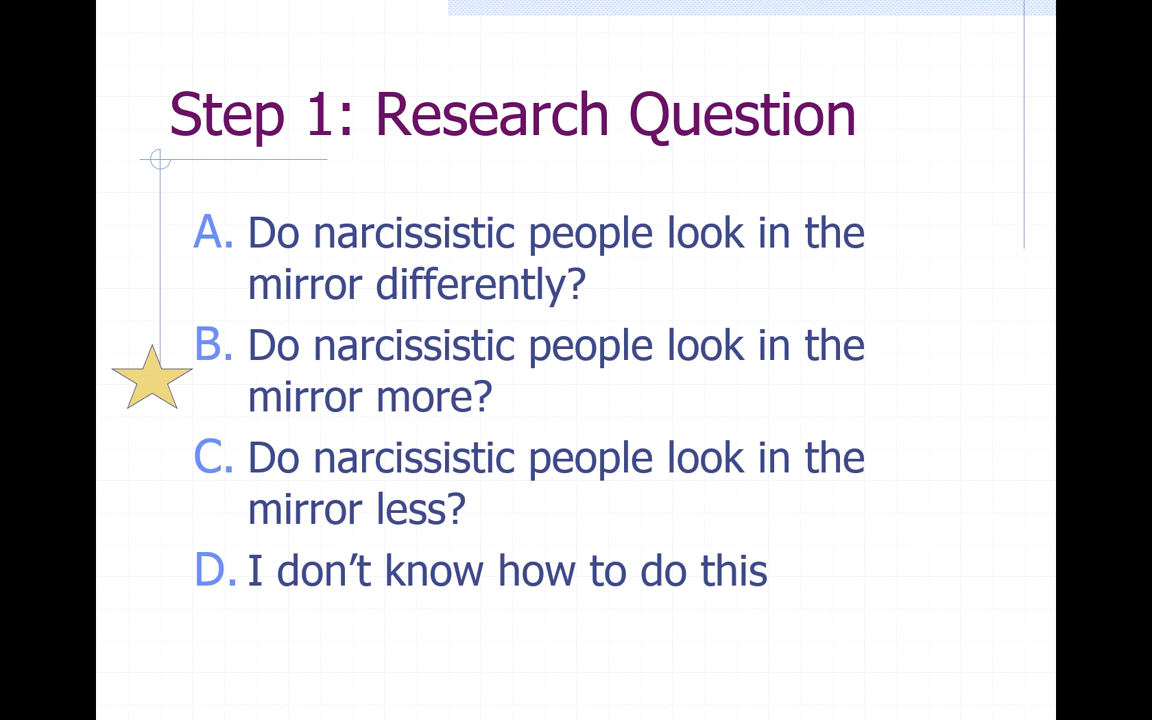 Step 1: Research Question
A. Do narcissistic people look in the
mirror differently?
B. Do narcissistic people look in the
mirror more?
C. Do narcissistic people look in the
mirror less?
D. I don’t know how to do this